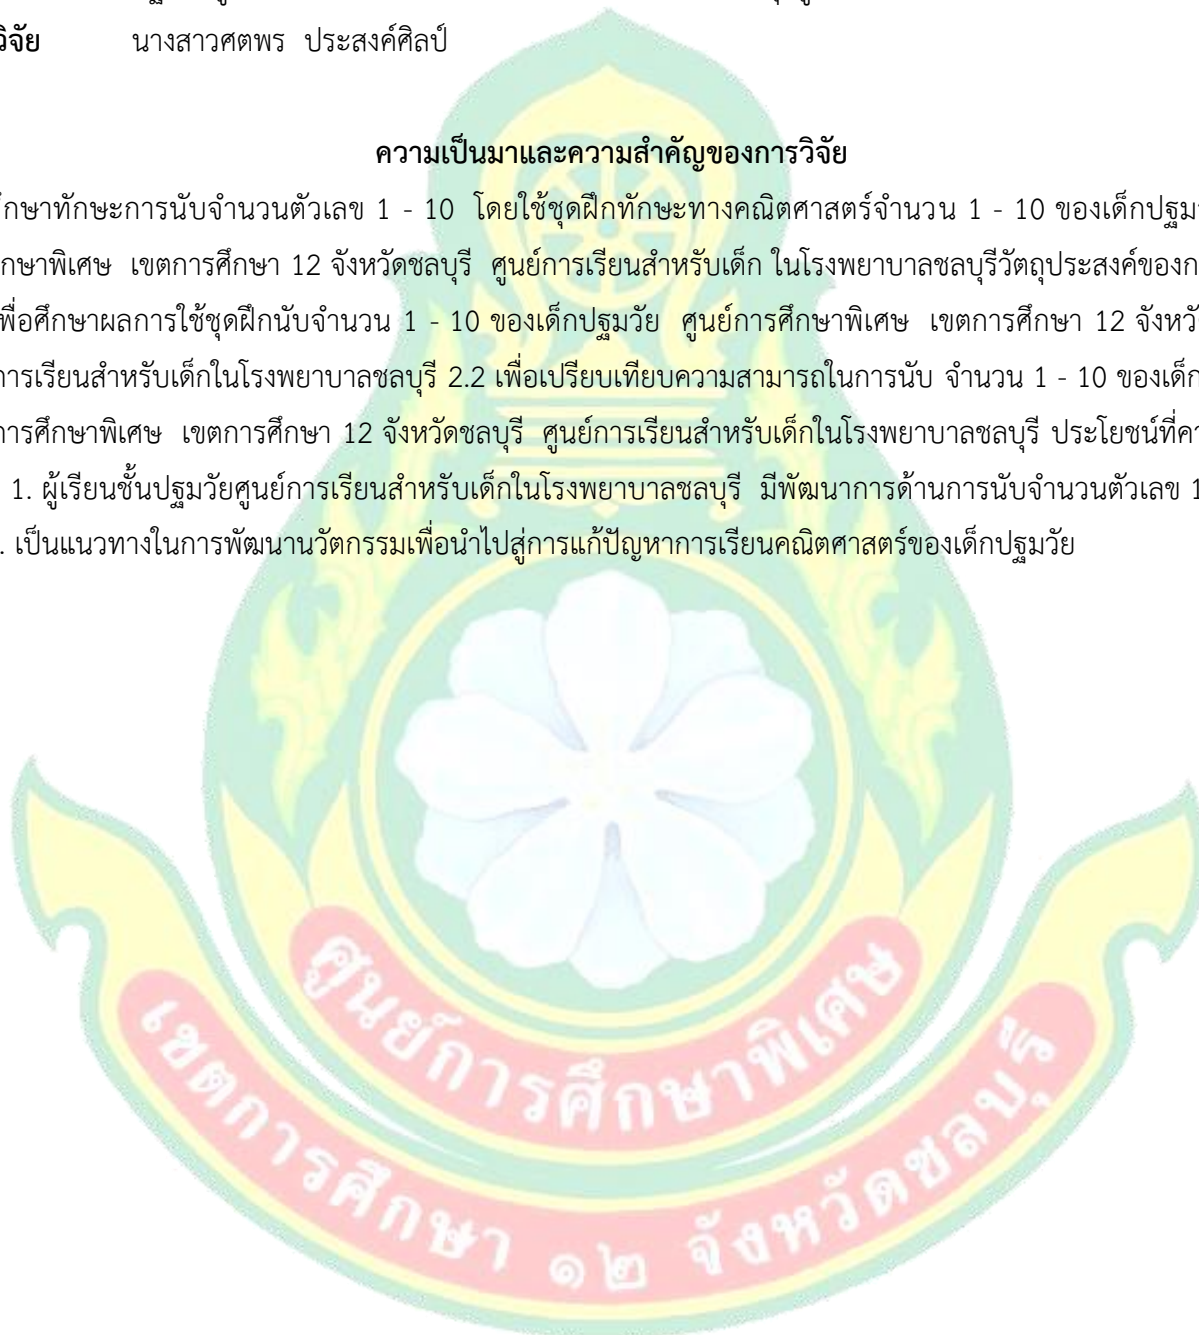 วิจัย นางสาวศตพร ประสงค์ศิลป์
ความเป็นมาและความสำคัญของการวิจัย
ึกษาทักษะการนับจำนวนตัวเลข 1 - 10 โดยใช้ชุดฝึกทักษะทางคณิตศาสตร์จำนวน 1 - 10 ของเด็กปฐม
กษาพิเศษ เขตการศึกษา 12 จังหวัดชลบุรี ศูนย์การเรียนสำหรับเด็ก ในโรงพยาบาลชลบุรีวัตถุประสงค์ของก
พื่อศึกษาผลการใช้ชุดฝึกนับจำนวน 1 - 10 ของเด็กปฐมวัย ศูนย์การศึกษาพิเศษ เขตการศึกษา 12 จังหวั
การเรียนสำหรับเด็กในโรงพยาบาลชลบุรี 2.2 เพื่อเปรียบเทียบความสามารถในการนับ จำนวน 1 - 10 ของเด็ก
การศึกษาพิเศษ เขตการศึกษา 12 จังหวัดชลบุรี ศูนย์การเรียนสำหรับเด็กในโรงพยาบาลชลบุรี ประโยชน์ที่คา
1. ผู้เรียนชั้นปฐมวัยศูนย์การเรียนสำหรับเด็กในโรงพยาบาลชลบุรี มีพัฒนาการด้านการนับจำนวนตัวเลข 1
. เป็นแนวทางในการพัฒนานวัตกรรมเพื่อนำไปสู่การแก้ปัญหาการเรียนคณิตศาสตร์ของเด็กปฐมวัย
ศูนย์การศึกษาพิเศษ
เขตการศึกษา ๑๒ จังหวัดชลบุรี